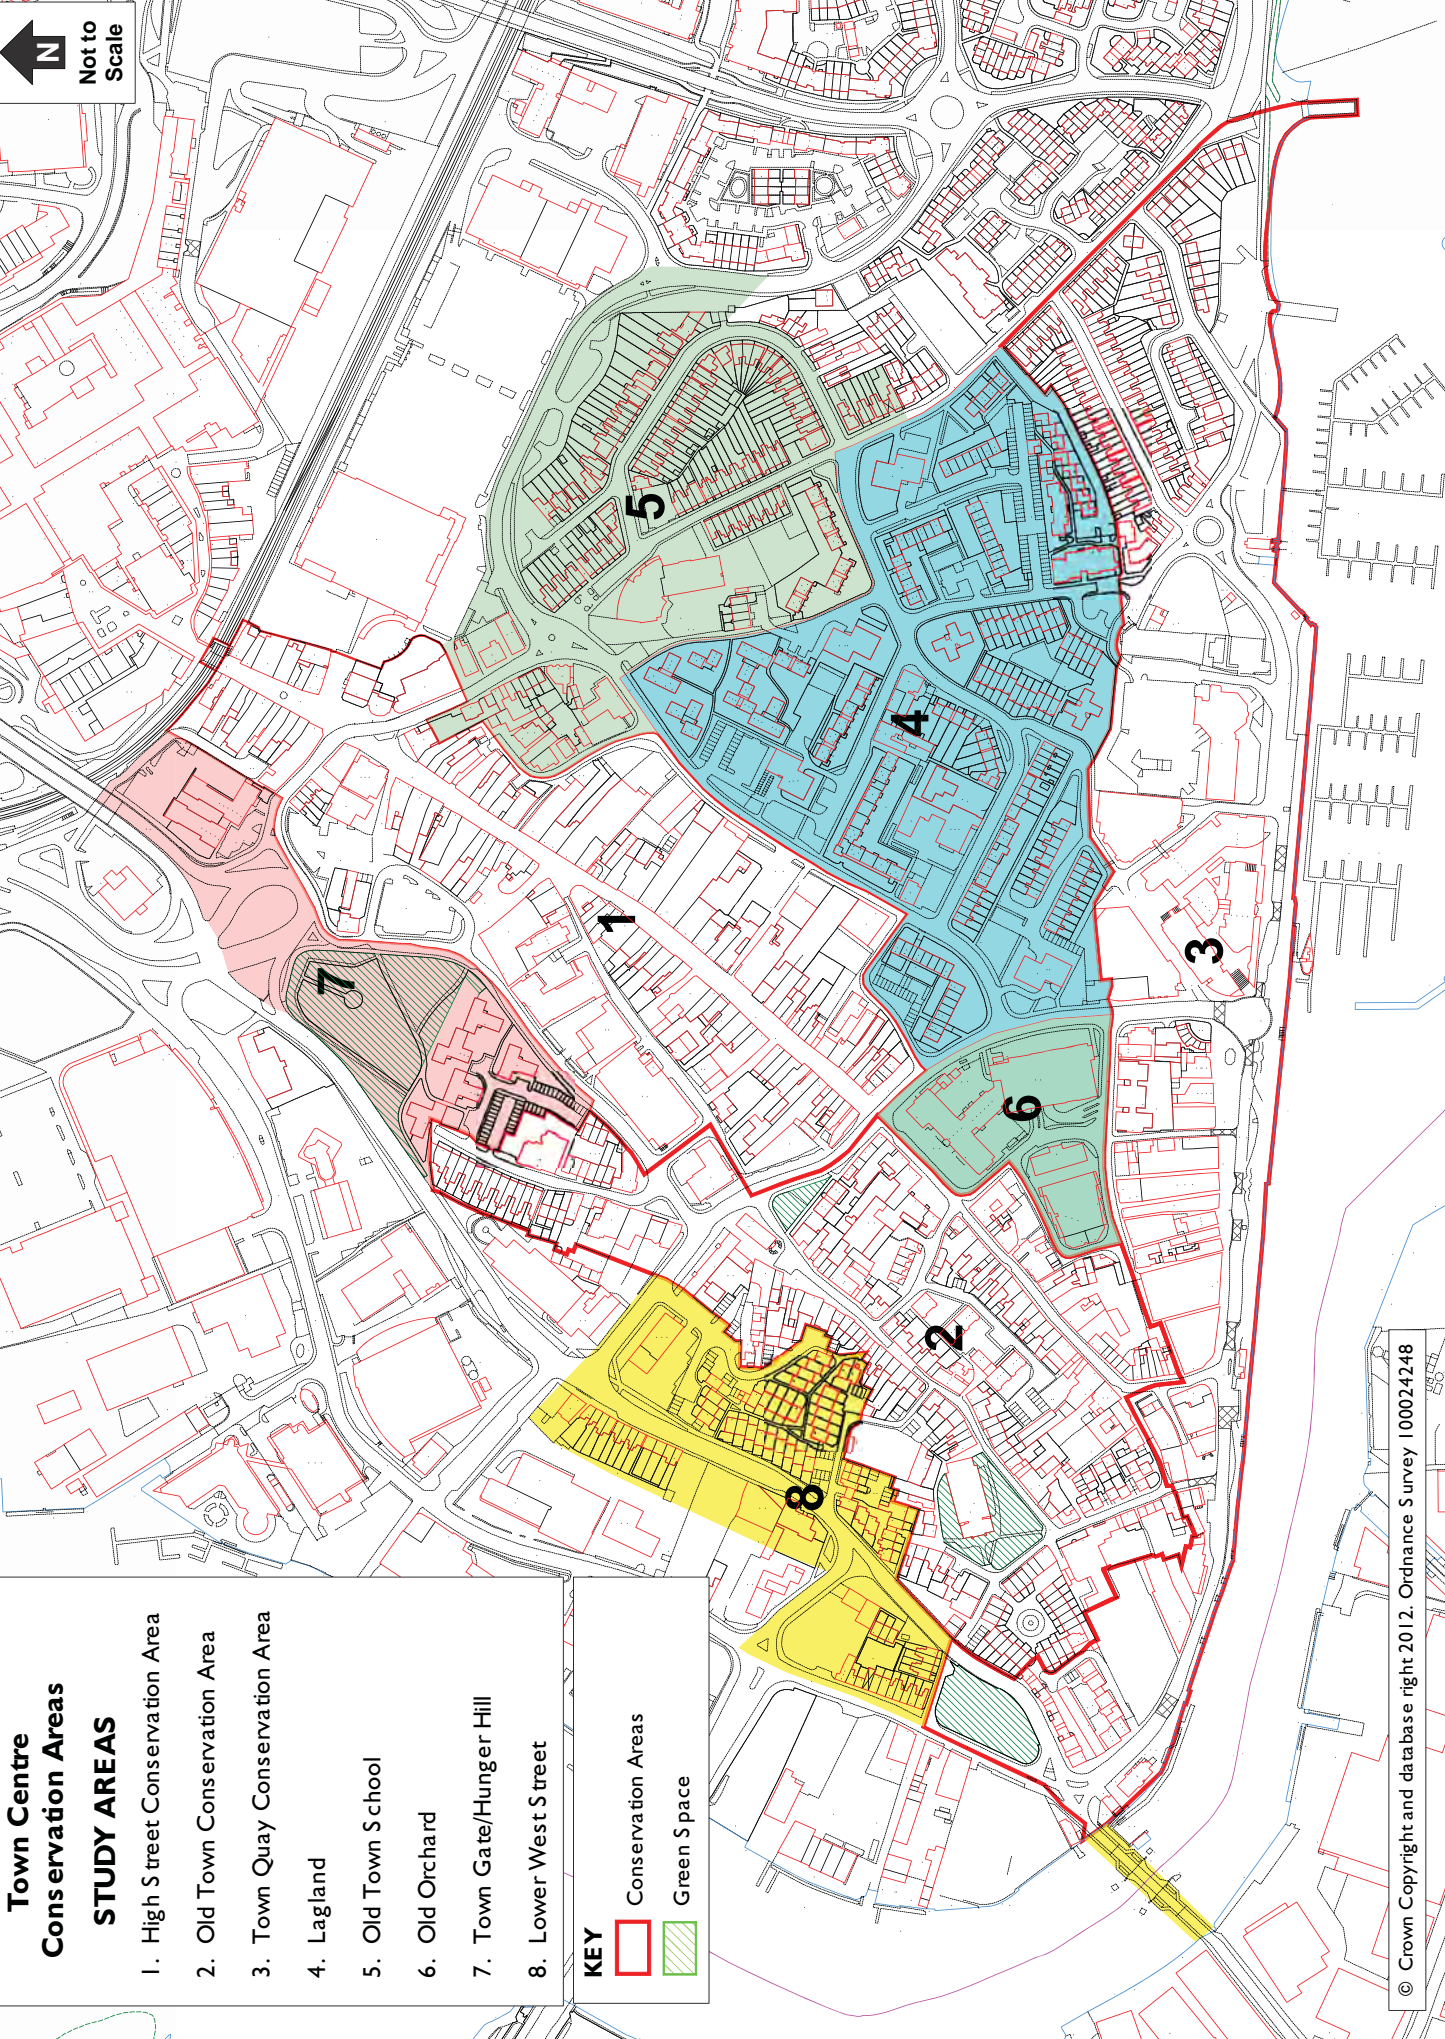 Town Centre
Conservation Areas
STUDY AREAS
1. High Street Conservation Area
2. Old Town Conservation Area
3. Town Quay Conservation Area
4. Lagland
5. Old Town School
6. Old Orchard
7. Town Gate/Hunger Hill
8. Lower West Street
KEY
Conservation Areas
Green Space
N
Not to
Scale
1
2
3
4
5
6
7
8
© Crown Copyright and database right 2012. Ordnance Survey 100024248